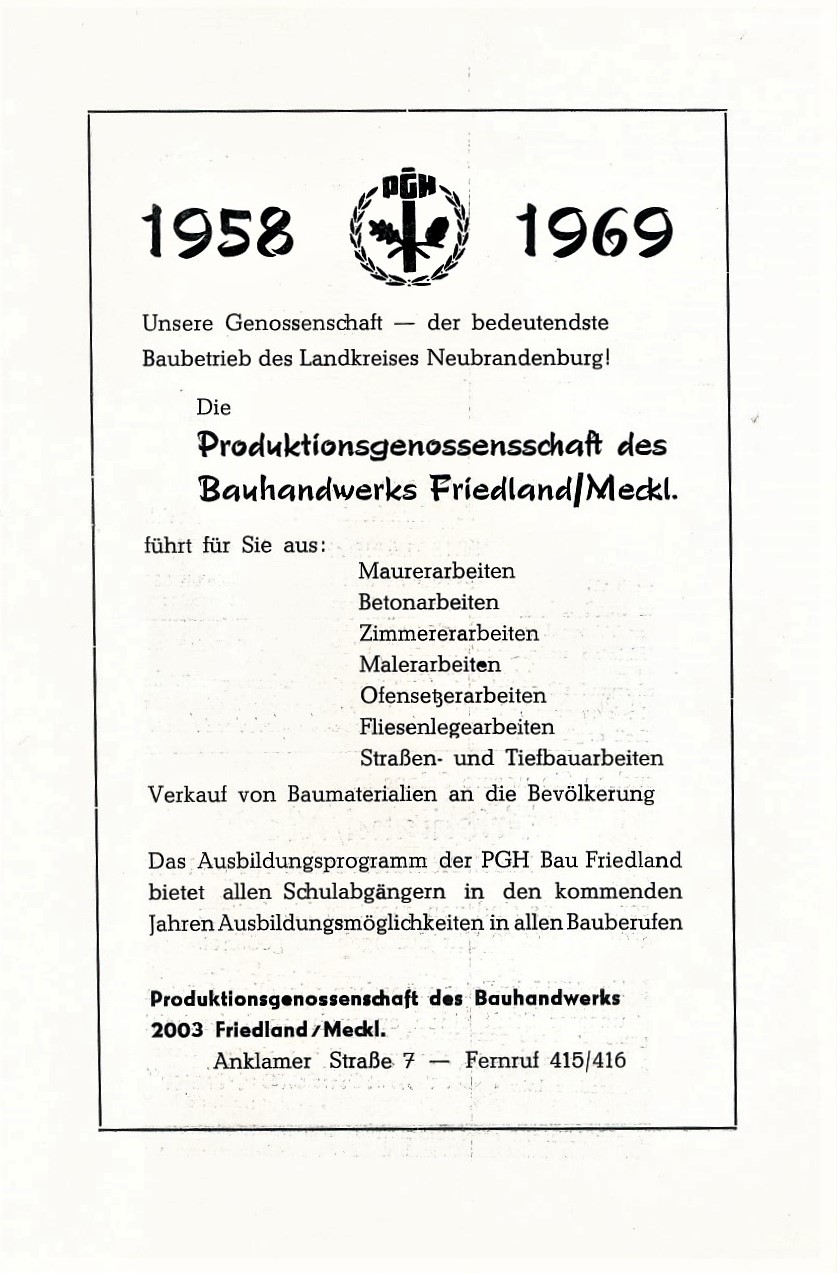 PGH
1958 1969
Unsere Genossenschaft — der bedeutendste
Baubetrieb des Landkreises Neubrandenburg!
Die
Produktionsgenossensschaft des
Bauhandwerks Friedland/Meckl.
führt für Sie aus:
Maurerarbeiten
Betonarbeiten
Zimmererarbeiten
Malerarbeiten
Ofensetzerarbeiten
Fliesenlegearbeiten
Straßen- und Tiefbauarbeiten
Verkauf von Baumaterialien an die Bevölkerung
Das Ausbildungsprogramm der PGH Bau Friedland
bietet allen Schulabgängern in den kommenden
Jahren Ausbildungsmöglichkeiten in allen Bauberufen
Produktionsgenossenschaft des Bauhandwerks
2003 Friedland/Meckl.
Anklamer Straße 7 — Fernruf 415/416